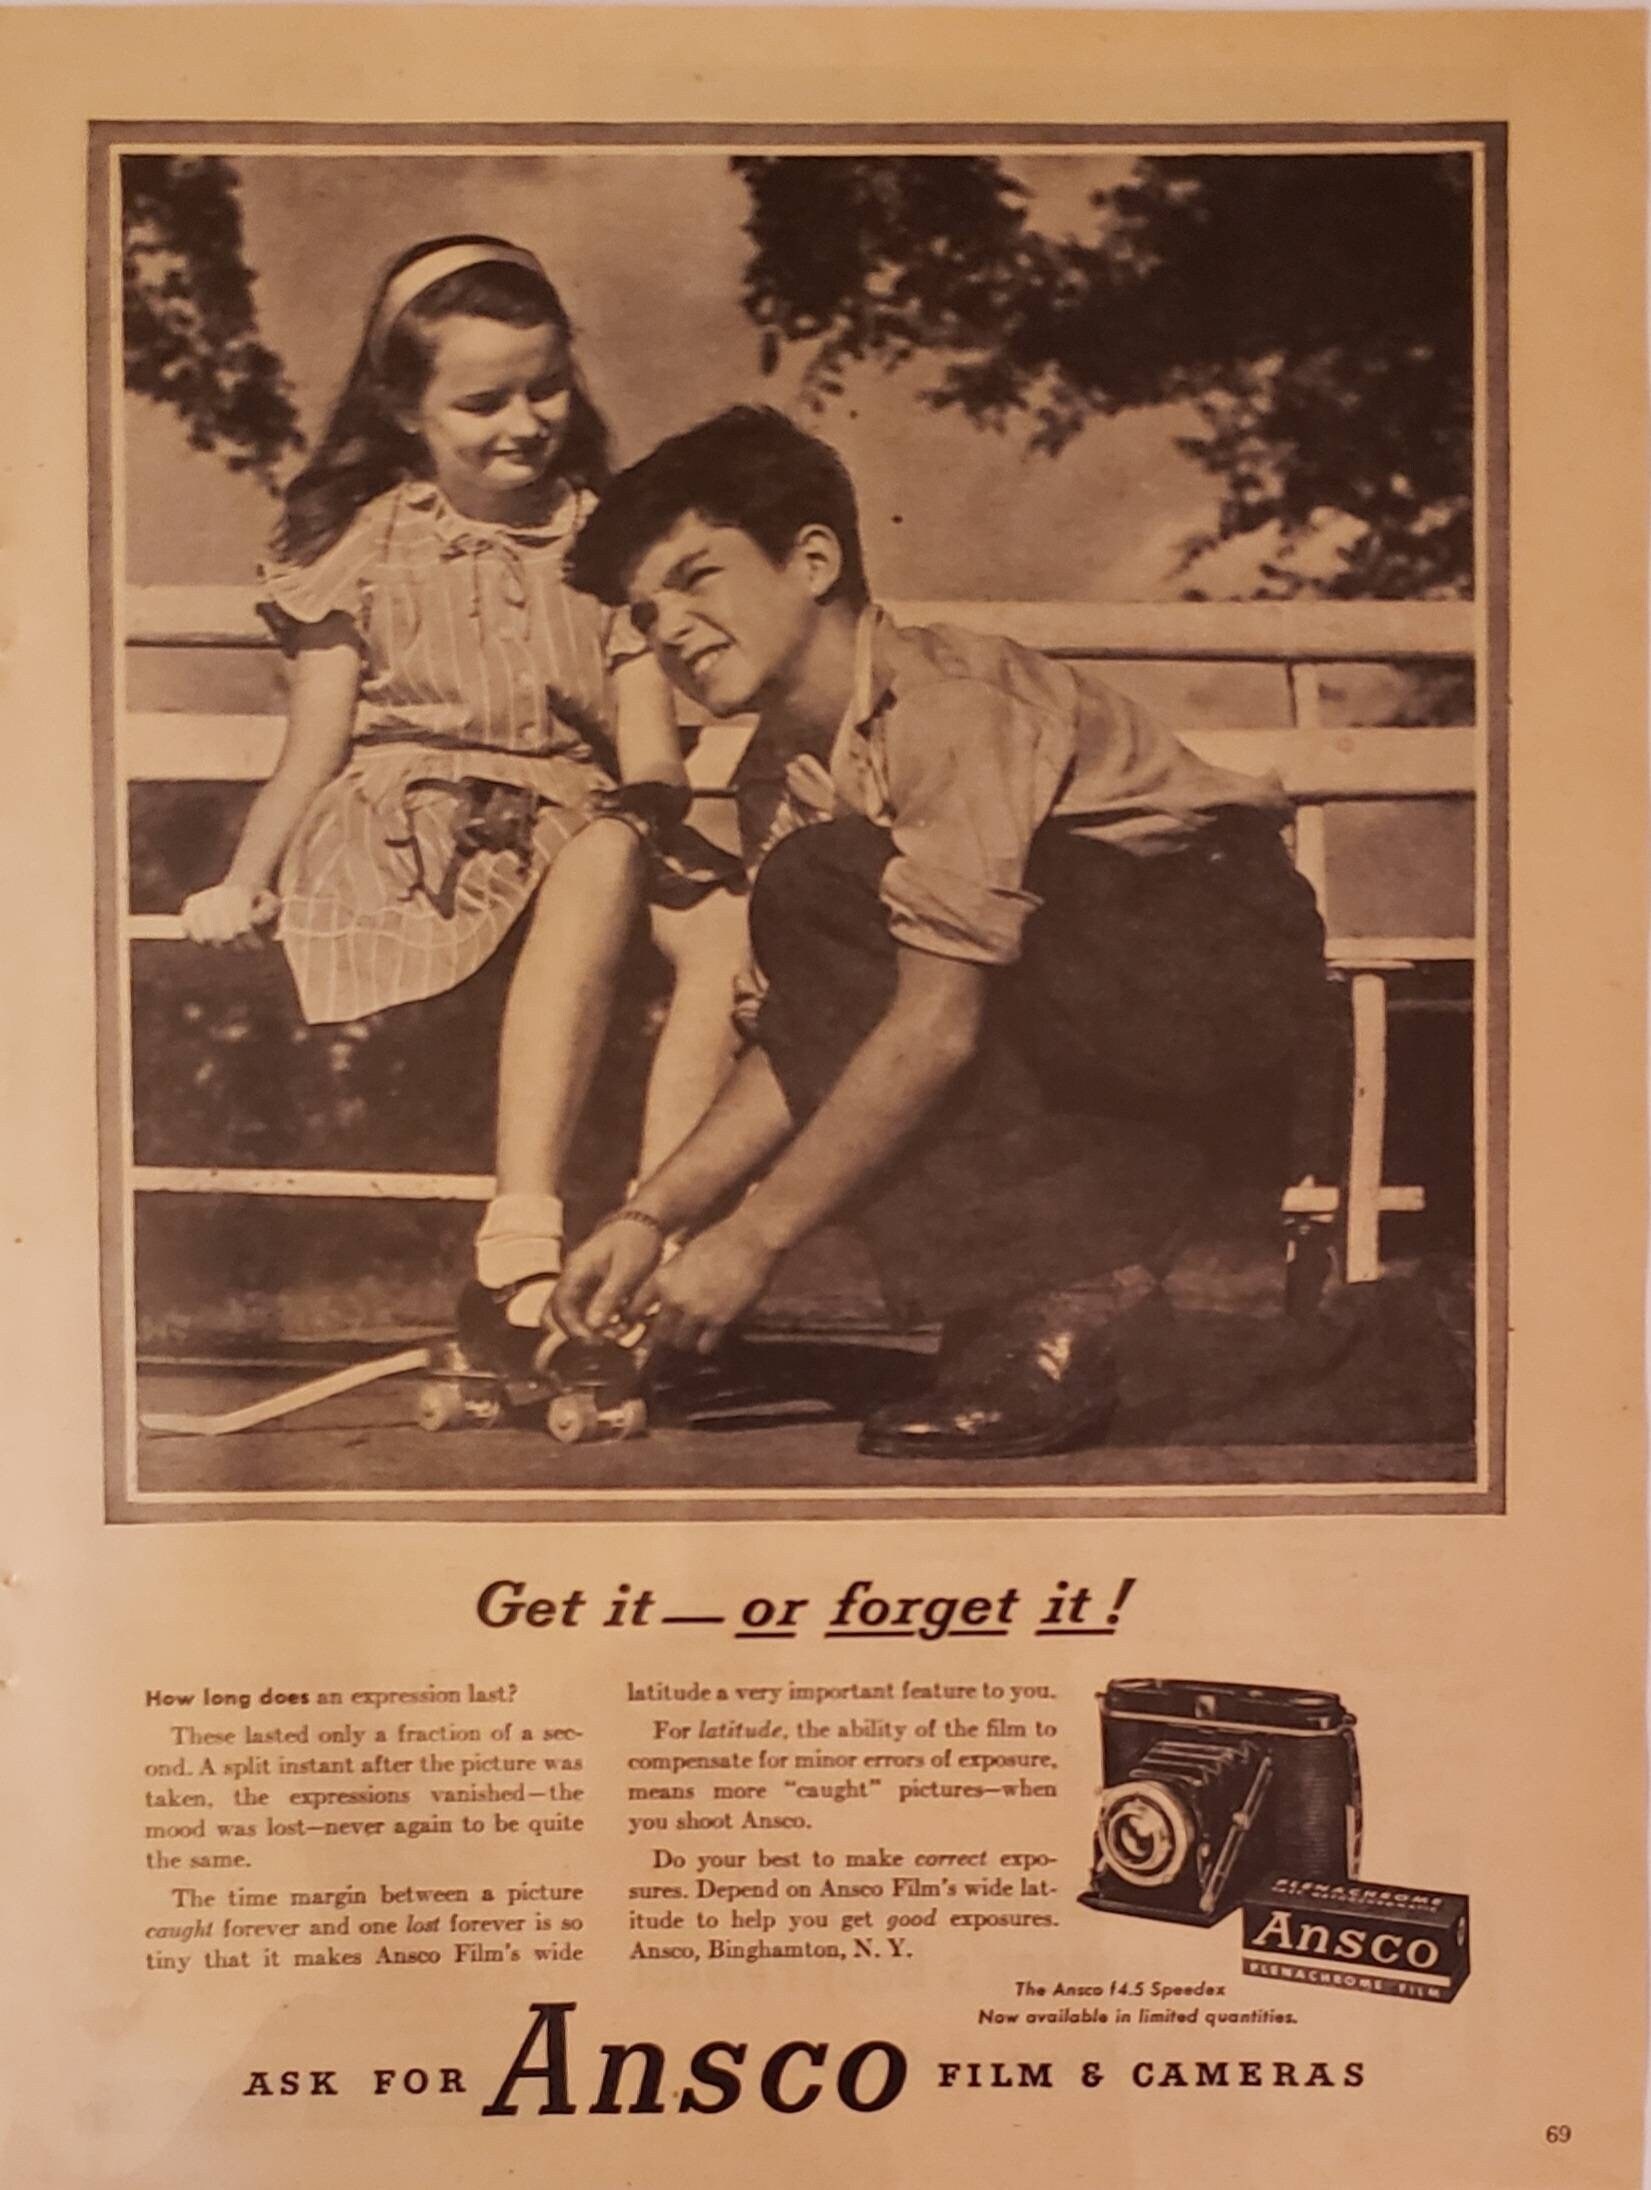 Get it — or forget it!
How long does an expression last?
These lasted only a fraction of a sec-
ond. A split instant after the picture was
taken, the expressions vanished—the
mood was lost—never again to be quite
the same.
The time margin between a picture
caught forever and one lost forever is so
tiny that it makes Ansco Film's wide
latitude a very important feature to you.
For latitude, the ability of the film to
compensate for minor errors of exposure,
means more "caught" pictures—when
you shoot Ansco.
Do your best to make correct expo-
sures. Depend on Ansco Film's wide lat-
itude to help you get good exposures.
Ansco, Binghamton, N. Y.
PLENACHROME
Ansco
PLENACHROME FILM
The Ansco f4.5 Speedex
Now available in limited quantities.
ASK FOR Ansco FILM & CAMERAS
69